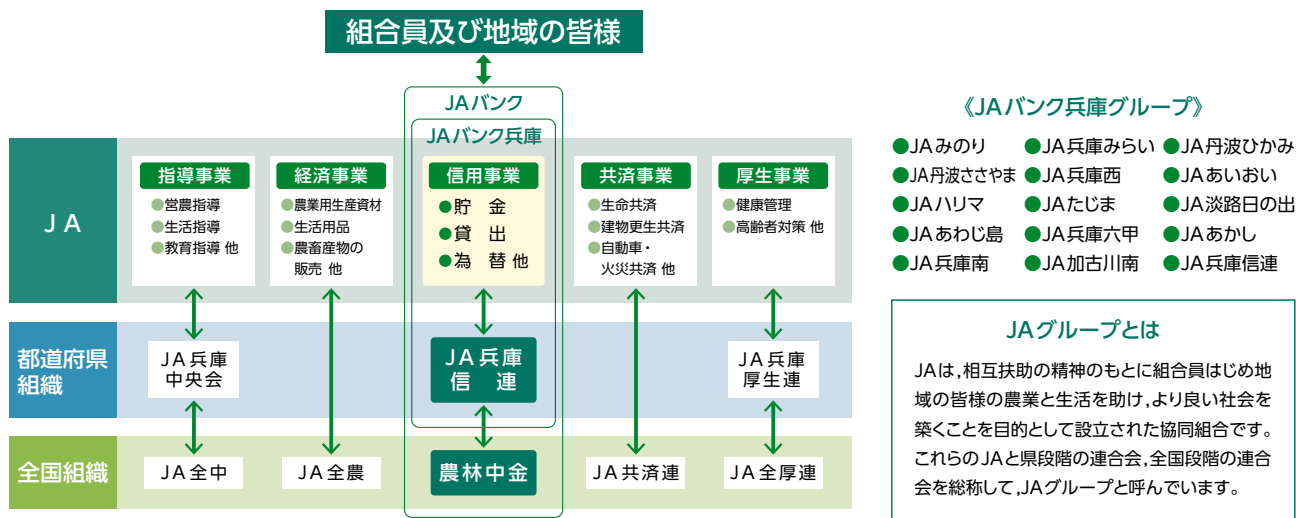 組合員及び地域の皆様
JAバンク
JAバンク兵庫
JA
指導事業
●営農指導
●生活指導
●教育指導 他
経済事業
●農業用生産資材
●生活用品
●農畜産物の
販売 他
信用事業
●貯 金
●貸 出
●為 替 他
共済事業
●生命共済
●建物更生共済
●自動車・
火災共済 他
厚生事業
●健康管理
●高齢者対策 他
都道府県
組織
JA兵庫
中央会
JA兵庫
信 連
JA兵庫
厚生連
全国組織
JA全中
JA全農
農林中金
JA共済連
JA全厚連
《JAバンク兵庫グループ》
●JAみのり ●JA兵庫みらい ●JA丹波ひかみ
●JA丹波ささやま ●JA兵庫西 ●JAあいおい
●JAハリマ ●JAたじま ●JA淡路日の出
●JAあわじ島 ●JA兵庫六甲 ●JAあかし
●JA兵庫南 ●JA加古川南 ●JA兵庫信連
JAグループとは
JAは,相互扶助の精神のもとに組合員はじめ地
域の皆様の農業と生活を助け,より良い社会を
築くことを目的として設立された協同組合です。
これらのJAと県段階の連合会,全国段階の連合
会を総称して,JAグループと呼んでいます。